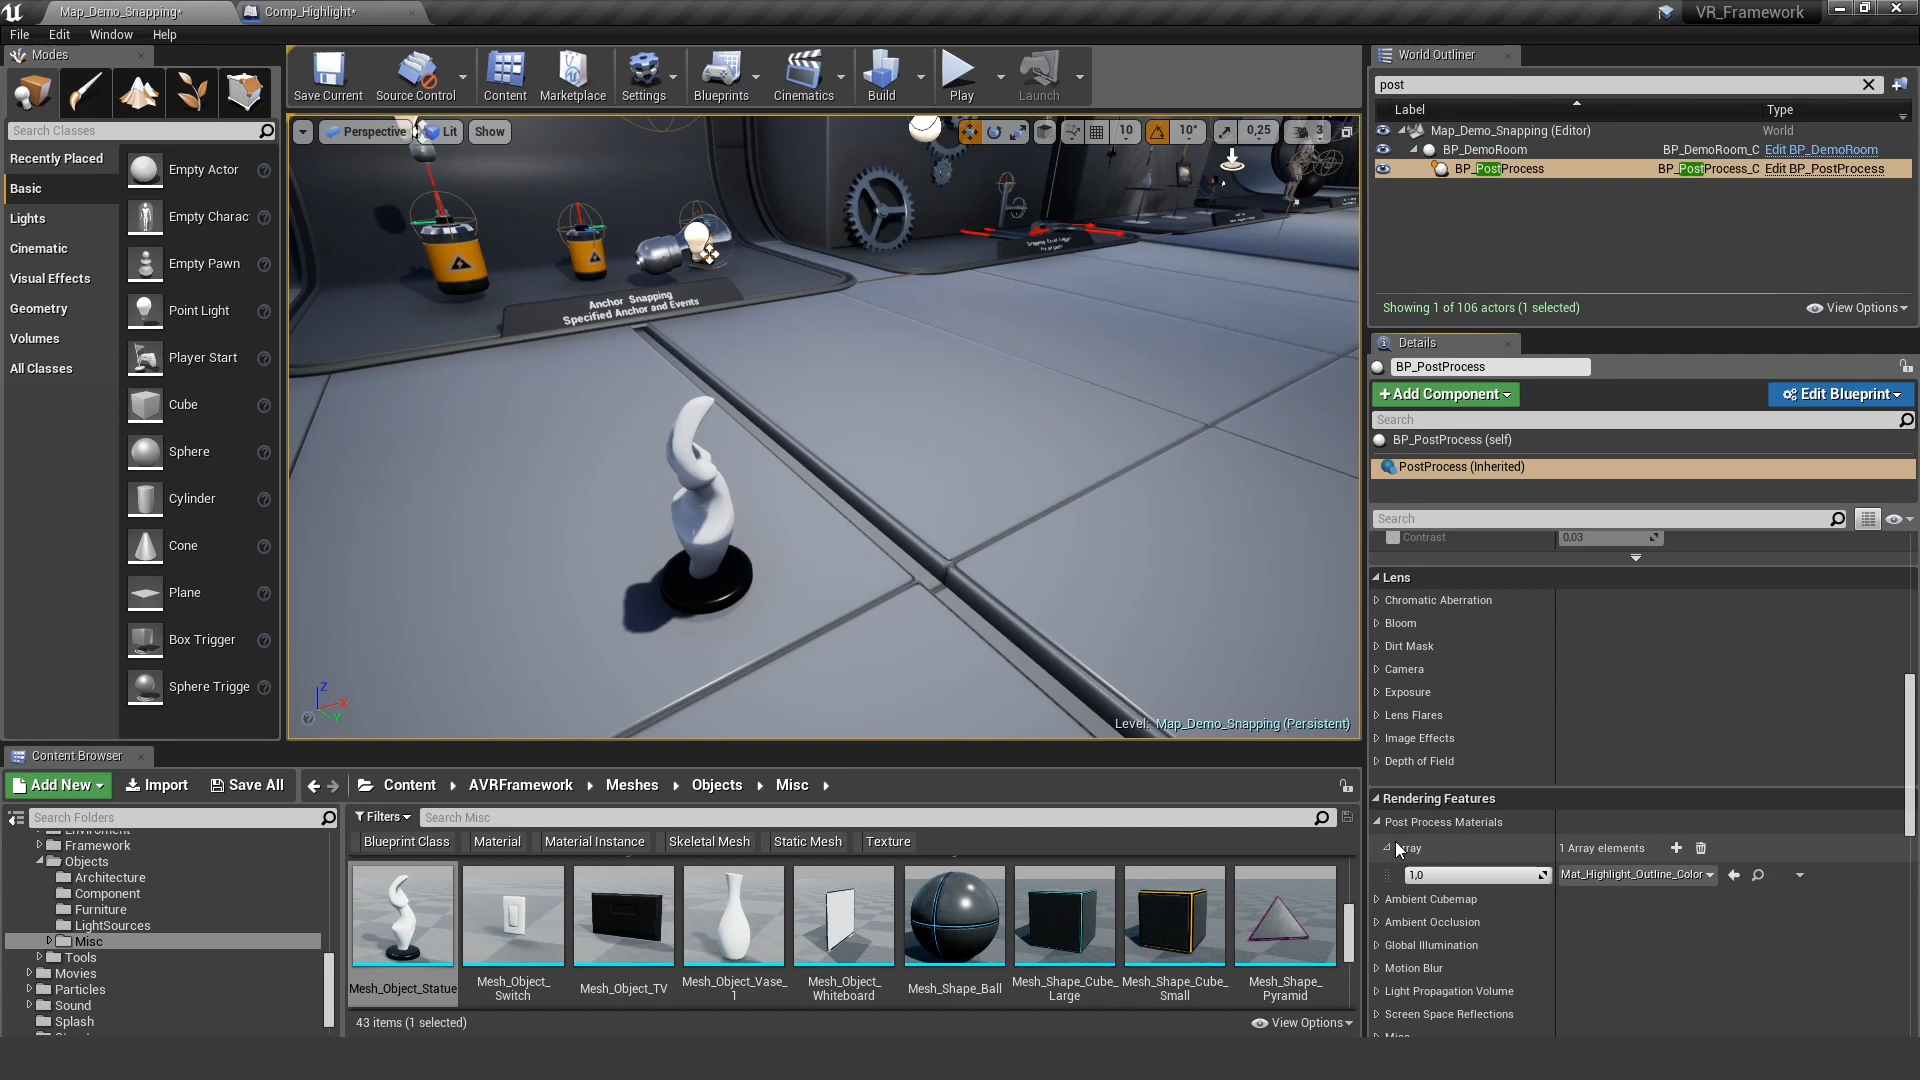 Map_Demo_Snapping*
Comp_Highlight*
VR_Framework
File Edit Window Help
Modes
Search Classes
Recently Placed
Basic
Lights
Cinematic
Visual Effects
Geometry
Volumes
All Classes
Empty Actor
Empty Charac
Empty Pawn
Point Light
Player Start
Cube
Sphere
Cylinder
Cone
Plane
Box Trigger
Sphere Trigge
Save Current
Source Control
Content
Marketplace
Settings
Blueprints
Cinematics
Build
Play
Launch
Perspective
Lit
Show
10
10°
0,25
3
Anchor Snapping
Specified Anchor and Events
Level: Map_Demo_Snapping (Persistent)
Z
X
Y
World Outliner
post
Label Type
Map_Demo_Snapping (Editor) World
BP_DemoRoom BP_DemoRoom_C Edit BP_DemoRoom
BP_PostProcess BP_PostProcess_C Edit BP_PostProcess
Showing 1 of 106 actors (1 selected)
View Options
Details
BP_PostProcess
+Add Component
Edit Blueprint
Search
BP_PostProcess (self)
PostProcess (Inherited)
Search
Contrast 0,03
Lens
Chromatic Aberration
Bloom
Dirt Mask
Camera
Exposure
Lens Flares
Image Effects
Depth of Field
Rendering Features
Post Process Materials
rray 1 Array elements
1,0 Mat_Highlight_Outline_Color
Ambient Cubemap
Ambient Occlusion
Global Illumination
Motion Blur
Light Propagation Volume
Screen Space Reflections
Misc
Content Browser
Add New
Import
Save All
Content AVRFramework Meshes Objects Misc
Search Folders
Filters
Search Misc
Blueprint Class Material Material Instance Skeletal Mesh Static Mesh Texture
Framework
Objects
Architecture
Component
Furniture
LightSources
Misc
Tools
Movies
Particles
Sound
Splash
Mesh_Object_Statue
Mesh_Object_
Switch
Mesh_Object_TV
Mesh_Object_Vase_
1
Mesh_Object_
Whiteboard
Mesh_Shape_Ball
Mesh_Shape_Cube_
Large
Mesh_Shape_Cube_
Small
Mesh_Shape_
Pyramid
43 items (1 selected)
View Options